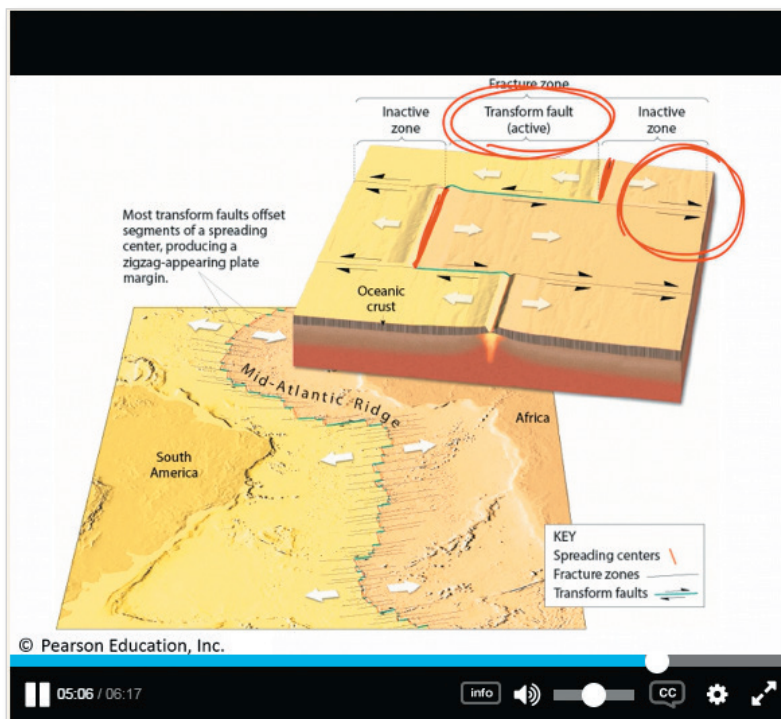 Fracture zone
Inactive
zone
Transform fault
(active)
Inactive
zone
Most transform faults offset
segments of a spreading
center, producing a
zigzag-appearing plate
margin.
Oceanic
crust
Mid-Atlantic Ridge
Africa
South
America
KEY
Spreading centers
Fracture zones
Transform faults
© Pearson Education, Inc.
05:06 / 06:17
info
CC